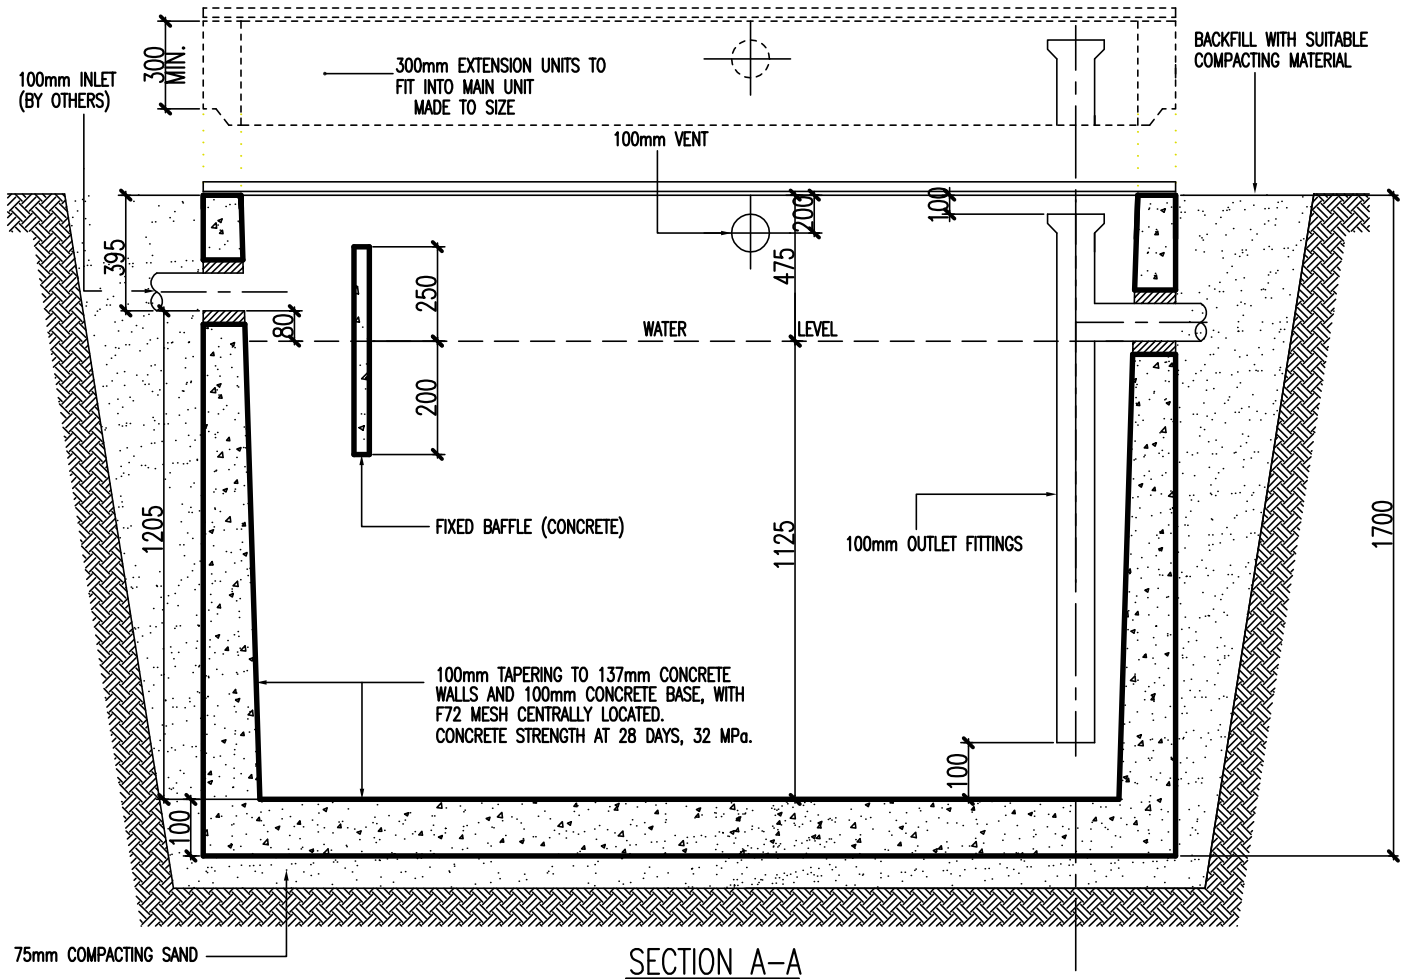 300
MIN.
100mm INLET
(BY OTHERS)
300mm EXTENSION UNITS TO
FIT INTO MAIN UNIT
MADE TO SIZE
BACKFILL WITH SUITABLE
COMPACTING MATERIAL
100mm VENT
100
200
395
475
250
80
WATER LEVEL
200
1205
FIXED BAFFLE (CONCRETE)
1125
100mm OUTLET FITTINGS
1700
100mm TAPERING TO 137mm CONCRETE
WALLS AND 100mm CONCRETE BASE, WITH
F72 MESH CENTRALLY LOCATED.
CONCRETE STRENGTH AT 28 DAYS, 32 MPa.
100
100
75mm COMPACTING SAND
SECTION A-A